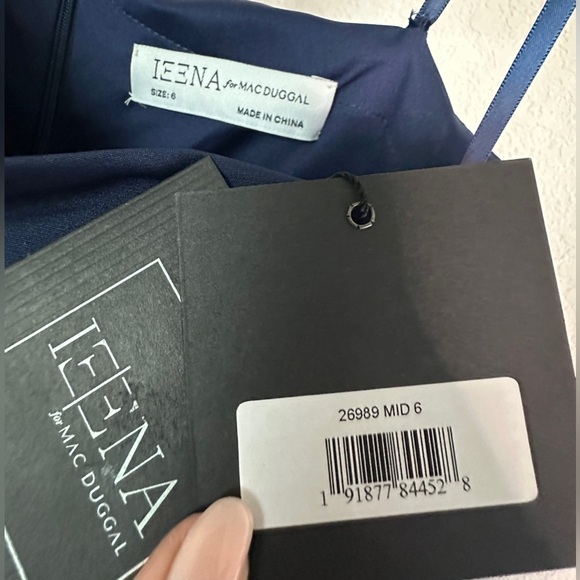 IEENA for MAC DUGGAL
SIZE: 6
MADE IN CHINA
IEENA
for MAC DUGGAL
26989 MID 6
1 91877 84452 8